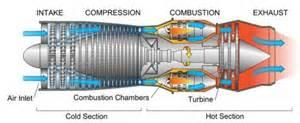 INTAKE COMPRESSION COMBUSTION EXHAUST
Air Inlet Combustion Chambers Turbine
Cold Section Hot Section